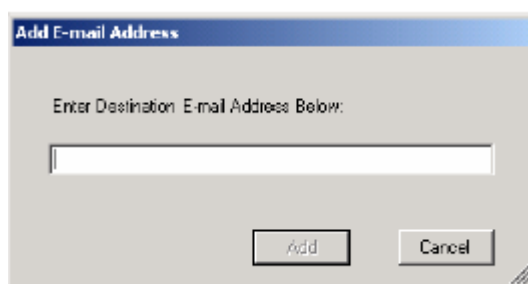 Add E-mail Address
Enter Destination E-mail Address Below:
Add
Cancel